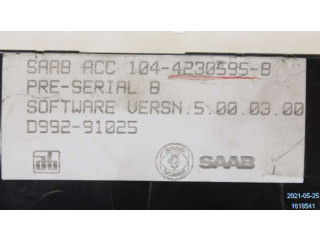 SAAB ACC 104-4230595-B
PRE-SERIAL 8
SOFTWARE VERSN.5.00.03.00
D992-91025
SAAB
2021-05-25
1618541